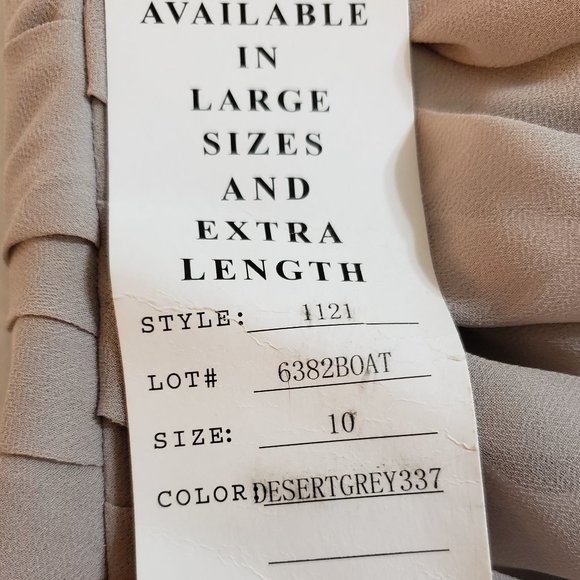 AVAILABLE
IN
LARGE
SIZES
AND
EXTRA
LENGTH
STYLE: 1121
LOT# 6382BOAT
SIZE: 10
COLOR: DESERTGREY337